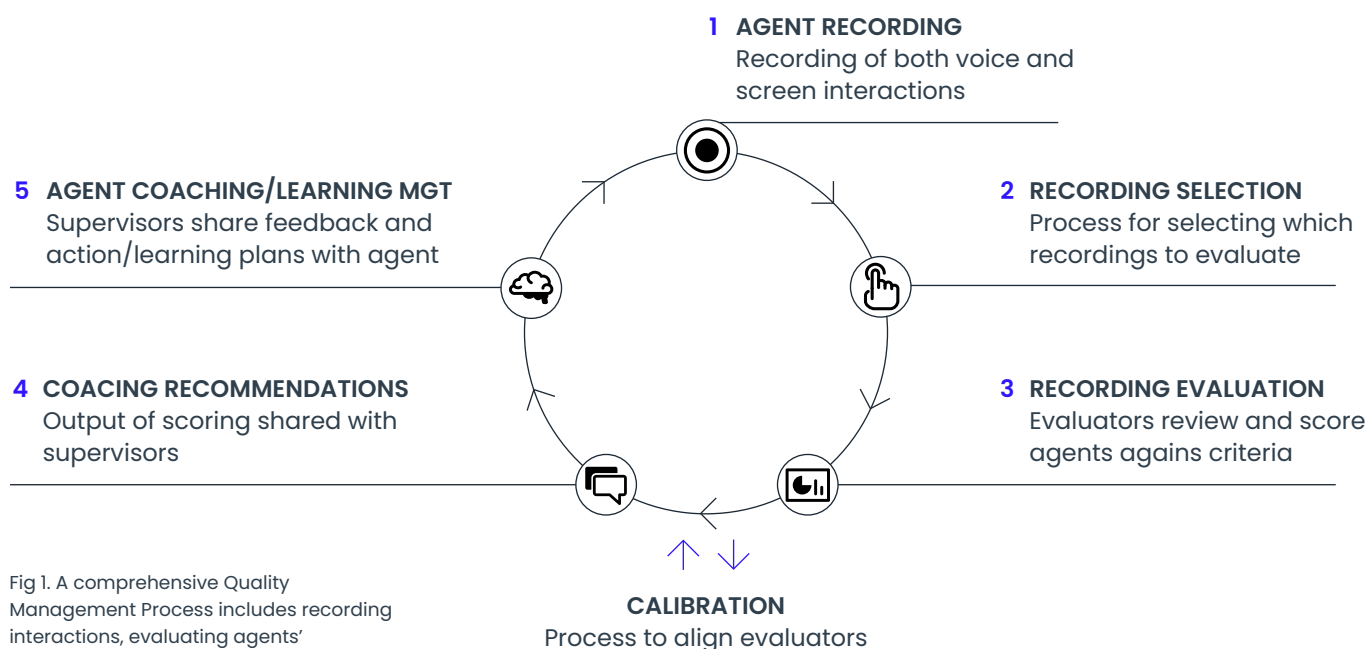 1 AGENT RECORDING
Recording of both voice and
screen interactions
2 RECORDING SELECTION
Process for selecting which
recordings to evaluate
3 RECORDING EVALUATION
Evaluators review and score
agents agains criteria
4 COACING RECOMMENDATIONS
Output of scoring shared with
supervisors
5 AGENT COACHING/LEARNING MGT
Supervisors share feedback and
action/learning plans with agent
CALIBRATION
Process to align evaluators
Fig 1. A comprehensive Quality
Management Process includes recording
interactions, evaluating agents’